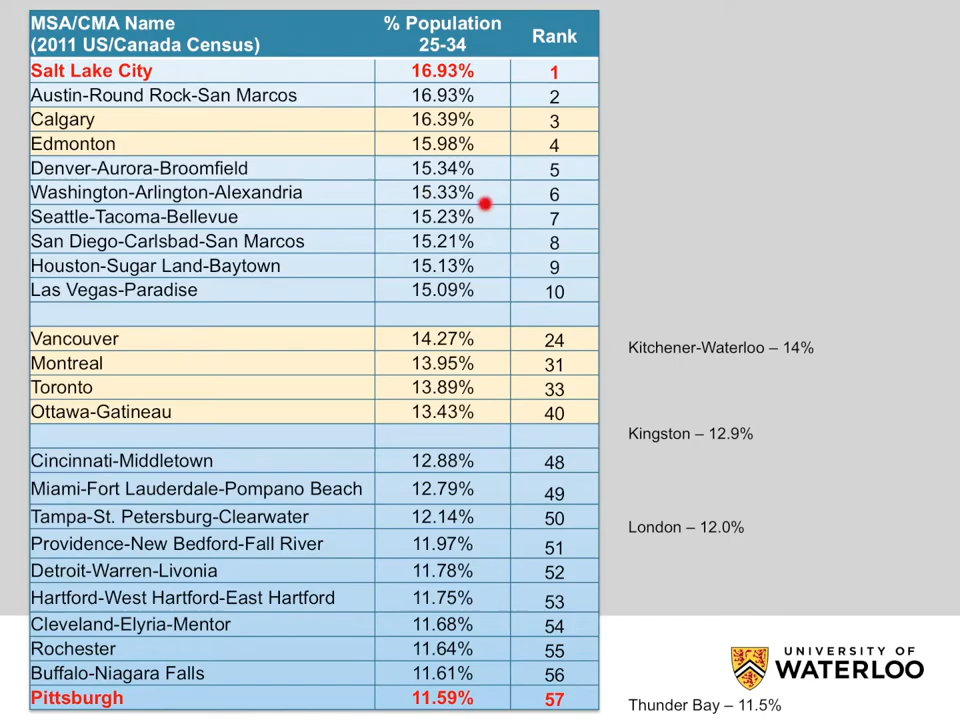 MSA/CMA Name % Population Rank
(2011 US/Canada Census) 25-34
Salt Lake City 16.93% 1
Austin-Round Rock-San Marcos 16.93% 2
Calgary 16.39% 3
Edmonton 15.98% 4
Denver-Aurora-Broomfield 15.34% 5
Washington-Arlington-Alexandria 15.33% 6
Seattle-Tacoma-Bellevue 15.23% 7
San Diego-Carlsbad-San Marcos 15.21% 8
Houston-Sugar Land-Baytown 15.13% 9
Las Vegas-Paradise 15.09% 10
Vancouver 14.27% 24
Montreal 13.95% 31
Toronto 13.89% 33
Ottawa-Gatineau 13.43% 40
Cincinnati-Middletown 12.88% 48
Miami-Fort Lauderdale-Pompano Beach 12.79% 49
Tampa-St. Petersburg-Clearwater 12.14% 50
Providence-New Bedford-Fall River 11.97% 51
Detroit-Warren-Livonia 11.78% 52
Hartford-West Hartford-East Hartford 11.75% 53
Cleveland-Elyria-Mentor 11.68% 54
Rochester 11.64% 55
Buffalo-Niagara Falls 11.61% 56
Pittsburgh 11.59% 57
Kitchener-Waterloo – 14%
Kingston – 12.9%
London – 12.0%
UNIVERSITY OF
WATERLOO
Thunder Bay – 11.5%